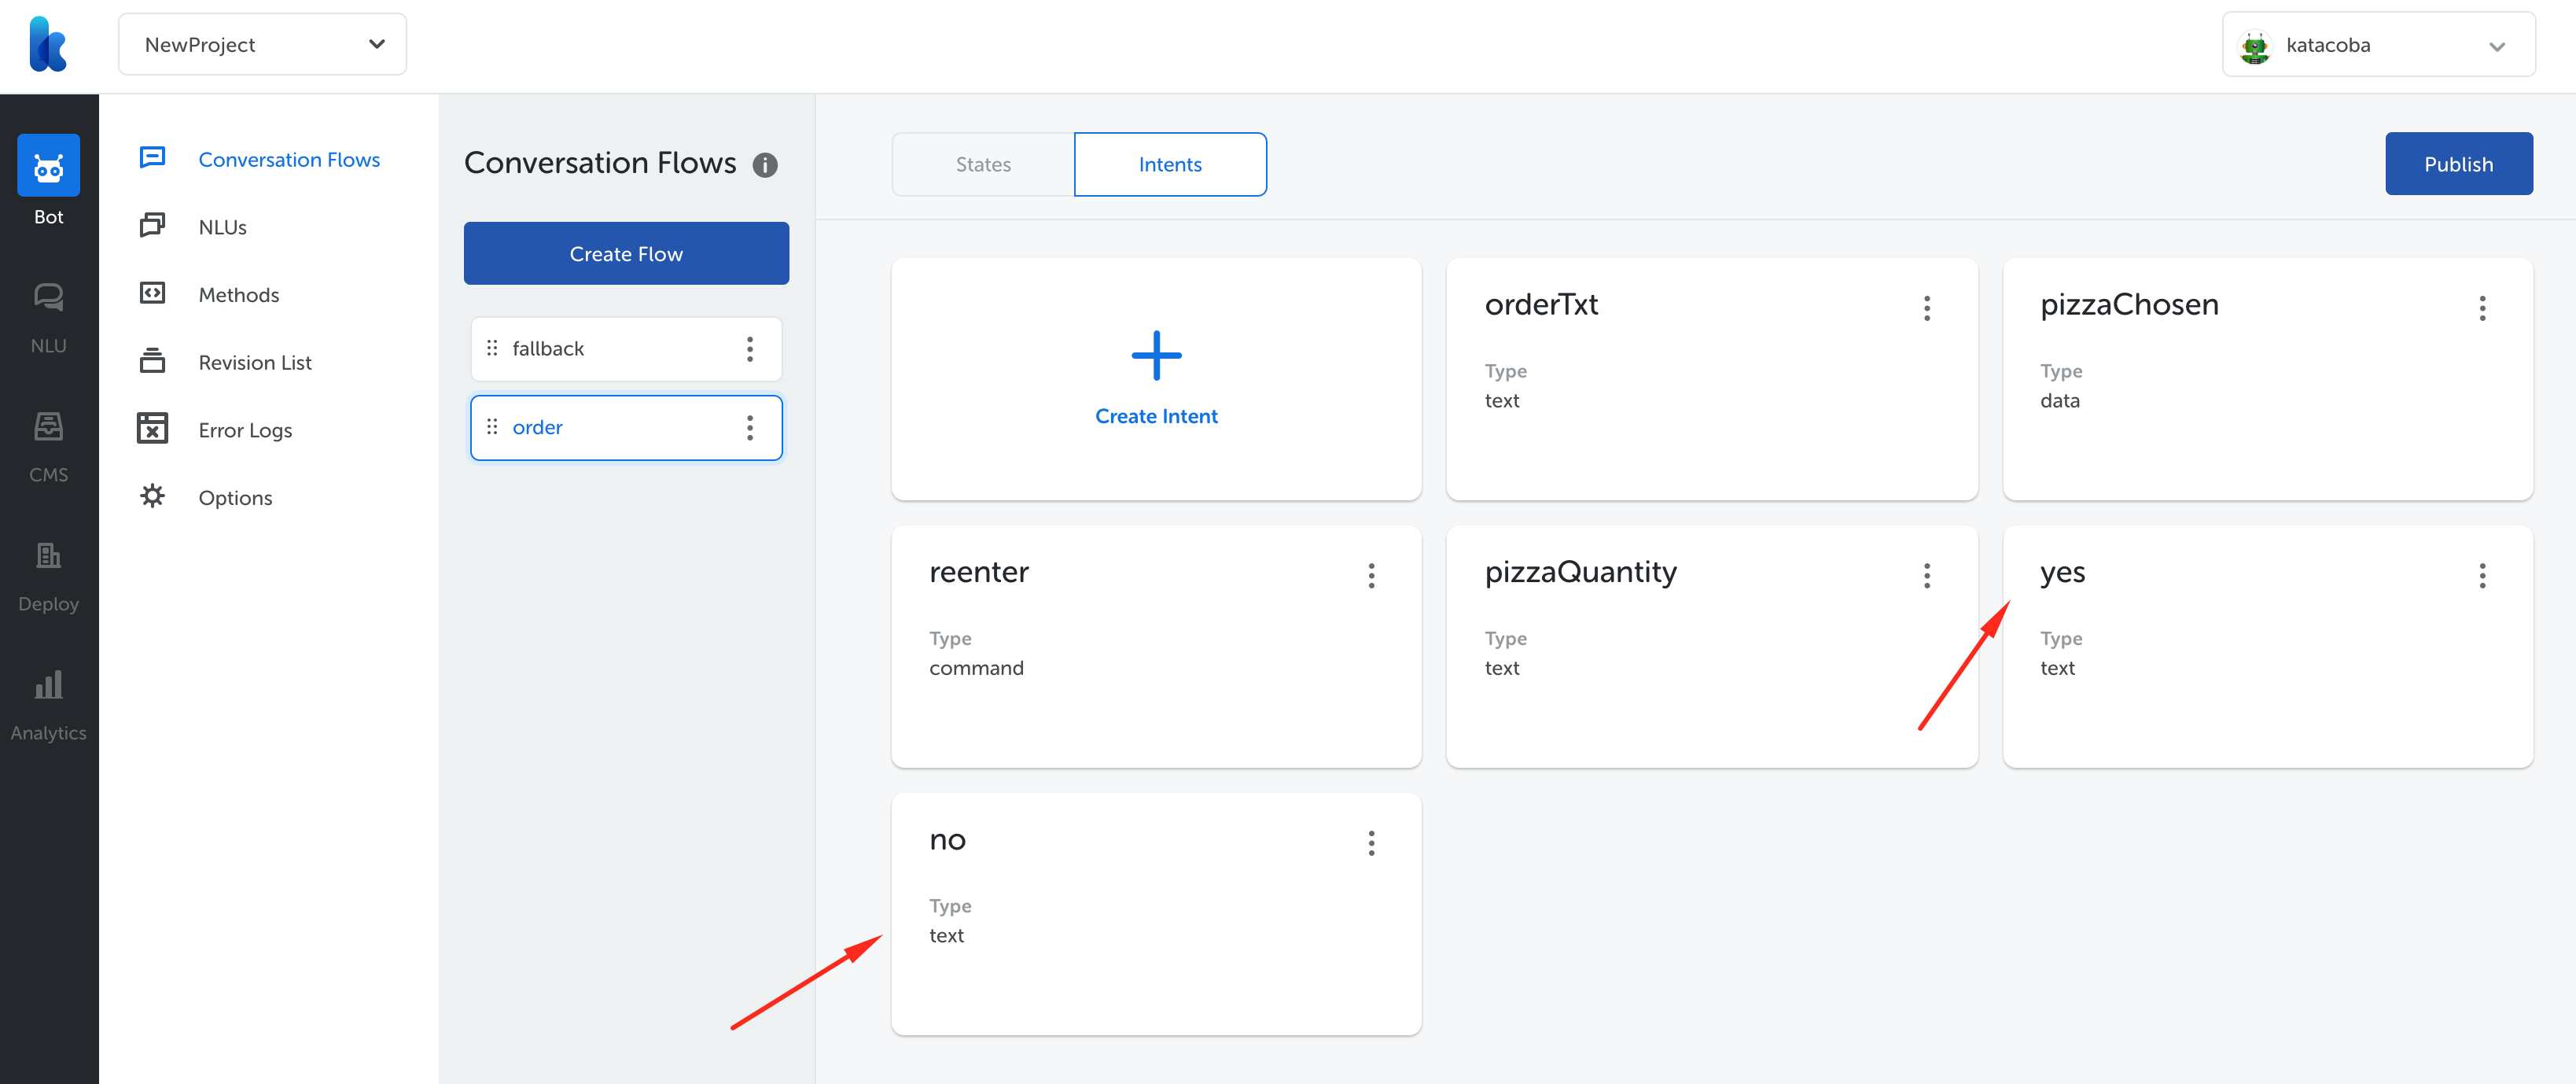 NewProject
katacoba
Bot
NLU
CMS
Deploy
Analytics
Conversation Flows
NLUs
Methods
Revision List
Error Logs
Options
Conversation Flows
Create Flow
fallback
order
States
Intents
Publish
Create Intent
orderTxt
Type
text
pizzaChosen
Type
data
reenter
Type
command
pizzaQuantity
Type
text
yes
Type
text
no
Type
text